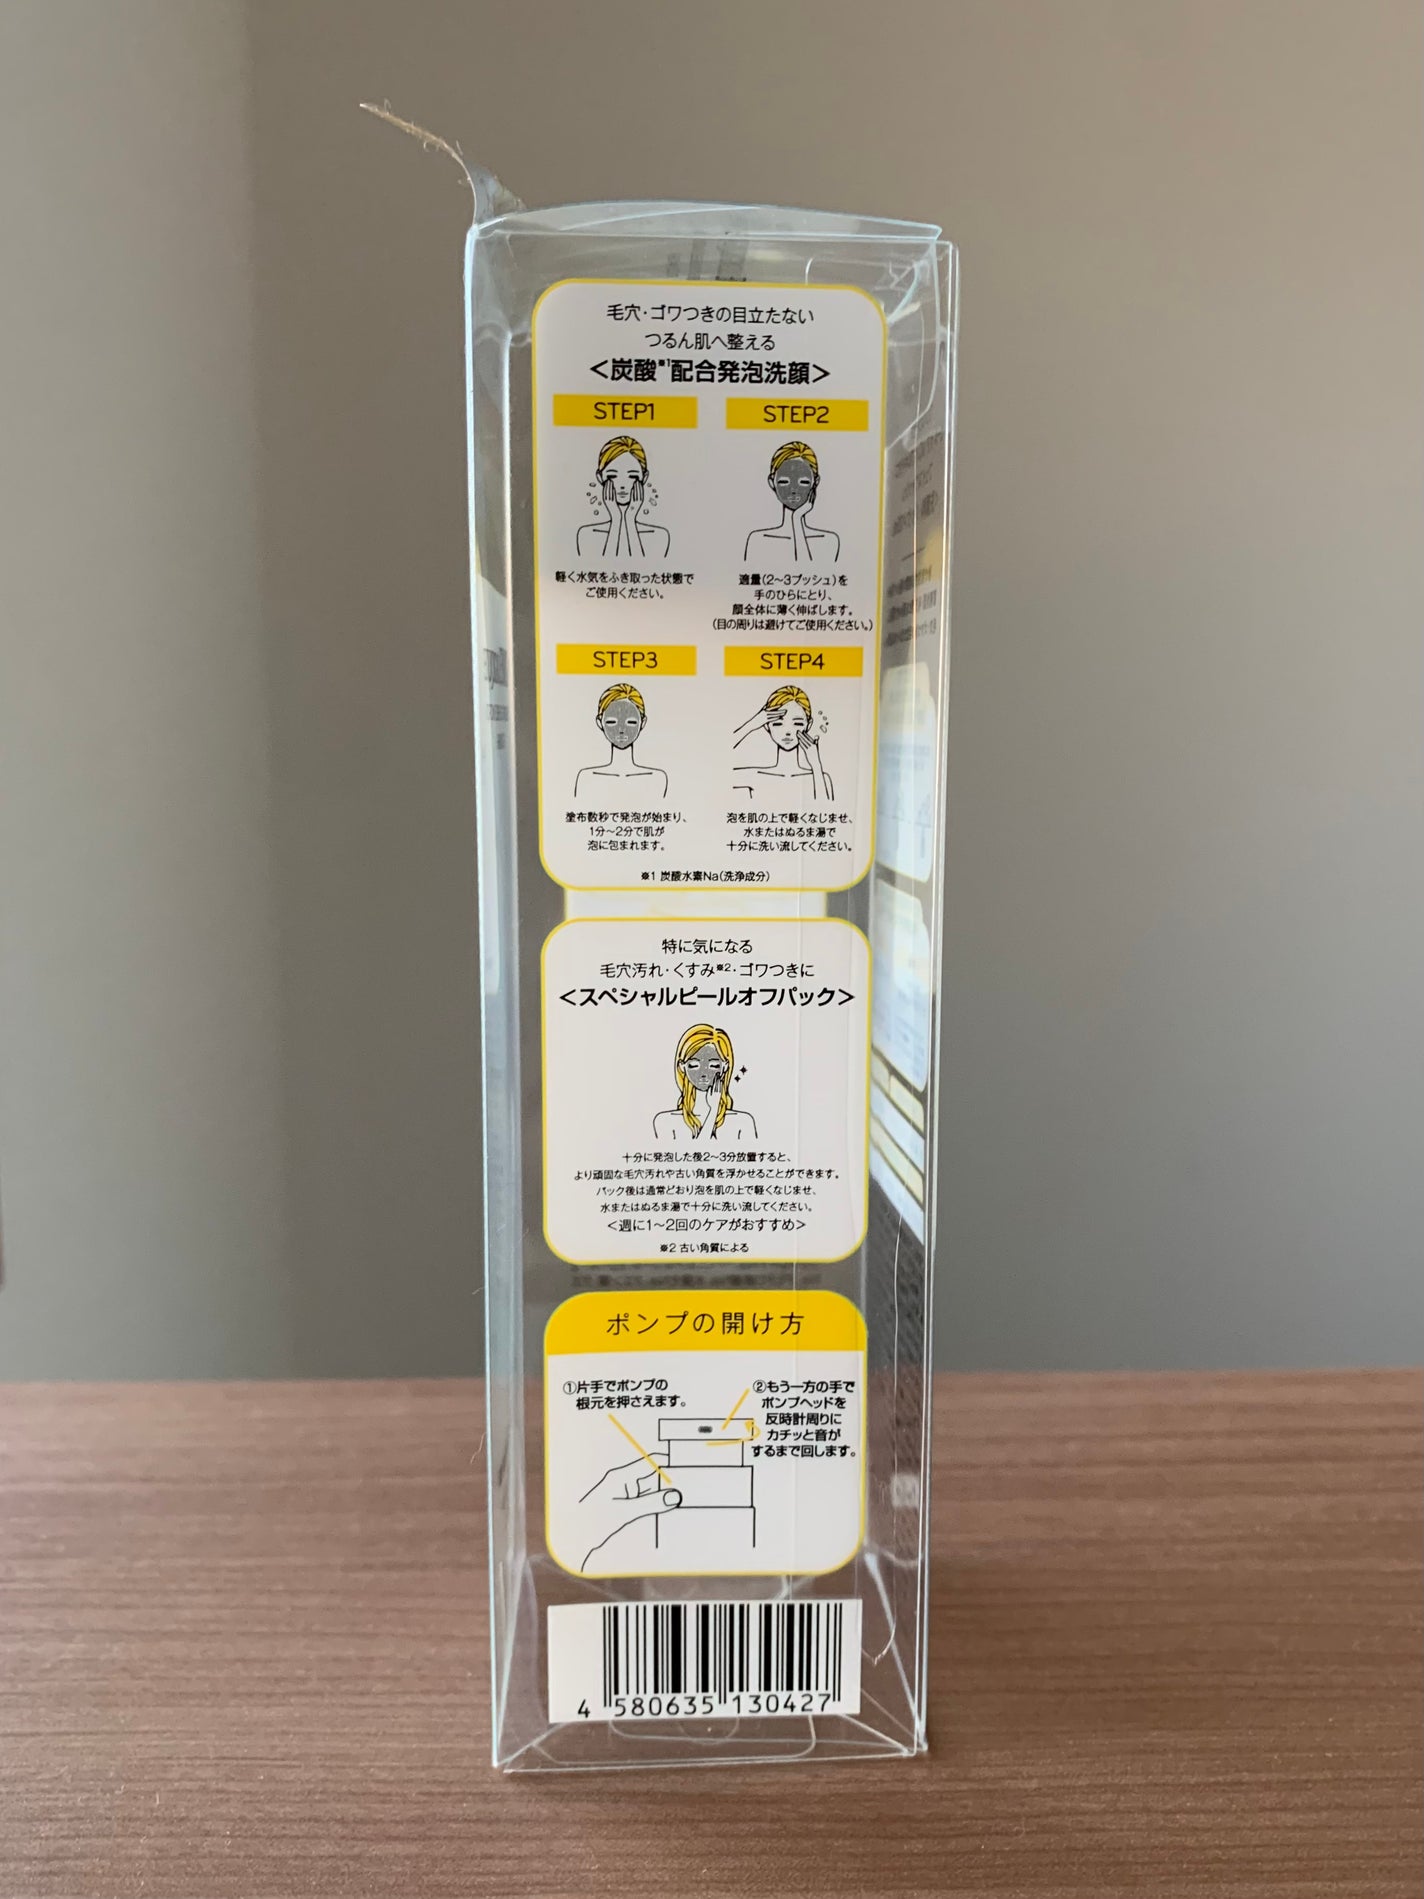 毛穴・ゴワつきの目立たない
つるん肌へ整える
<炭酸※1配合発泡洗顔>
STEP1
軽く水気をふき取った状態で
ご使用ください。
STEP2
適量(2〜3プッシュ)を
手のひらにとり、
顔全体に薄く伸ばします。
(目の周りは避けてご使用ください。)
STEP3
塗布数秒で発泡が始まり、
1分〜2分で肌が
泡に包まれます。
STEP4
泡を肌の上で軽くなじませ、
水またはぬるま湯で
十分に洗い流してください。
※1 炭酸水素Na(洗浄成分)
特に気になる
毛穴汚れ・くすみ※2・ゴワつきに
<スペシャルピールオフパック>
十分に発泡した後2〜3分放置すると、
より頑固な毛穴汚れや古い角質を浮かせることができます。
パック後は通常どおり泡を肌の上で軽くなじませ、
水またはぬるま湯で十分に洗い流してください。
<週に1〜2回のケアがおすすめ>
※2 古い角質による
ポンプの開け方
①片手でポンプの
根元を押さえます。
②もう一方の手で
ポンプヘッドを
反時計周りに
カチッと音が
するまで回します。
4 580635 130427